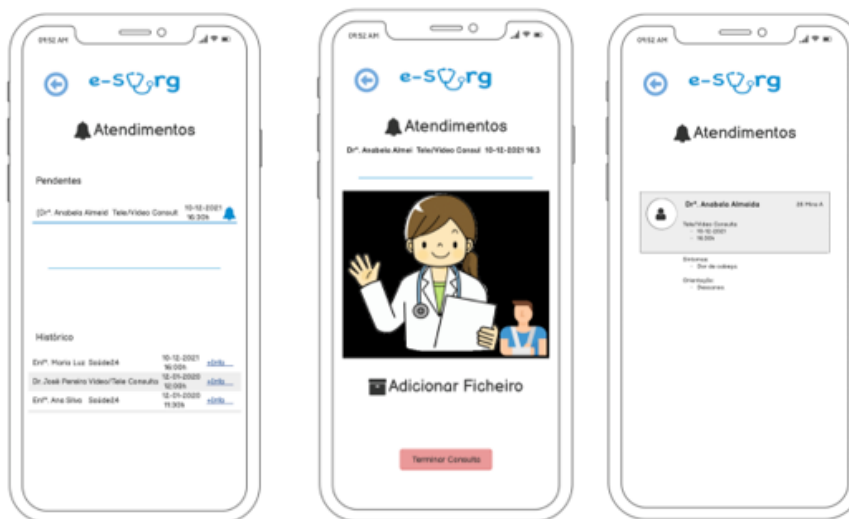 09:52 AM
e-S rg
Atendimentos
Pendentes
(Drª. Anabela Almeid Tele/Video Consult 10-12-2021
16:30h
Histórico
Enfª. Maria Luz Saúde24 10-12-2021
16:00h +Info
Dr. José Pereira Video/Tele Consulta 12-01-2020
12:00h +Info
Enfª. Ana Silva Saúde24 12-01-2020
11:30h +Info
09:52 AM
e-S rg
Atendimentos
Drª. Anabela Almei Tele/Video Consul 10-12-2021 16:3
Adicionar Ficheiro
Terminar Consulta
09:52 AM
e-S rg
Atendimentos
Drª. Anabela Almeida
Tele/Video Consulta
- 10-12-2021
- 16:30h
Sintomas
- Dor de cabeça
Orientação
- Descanso